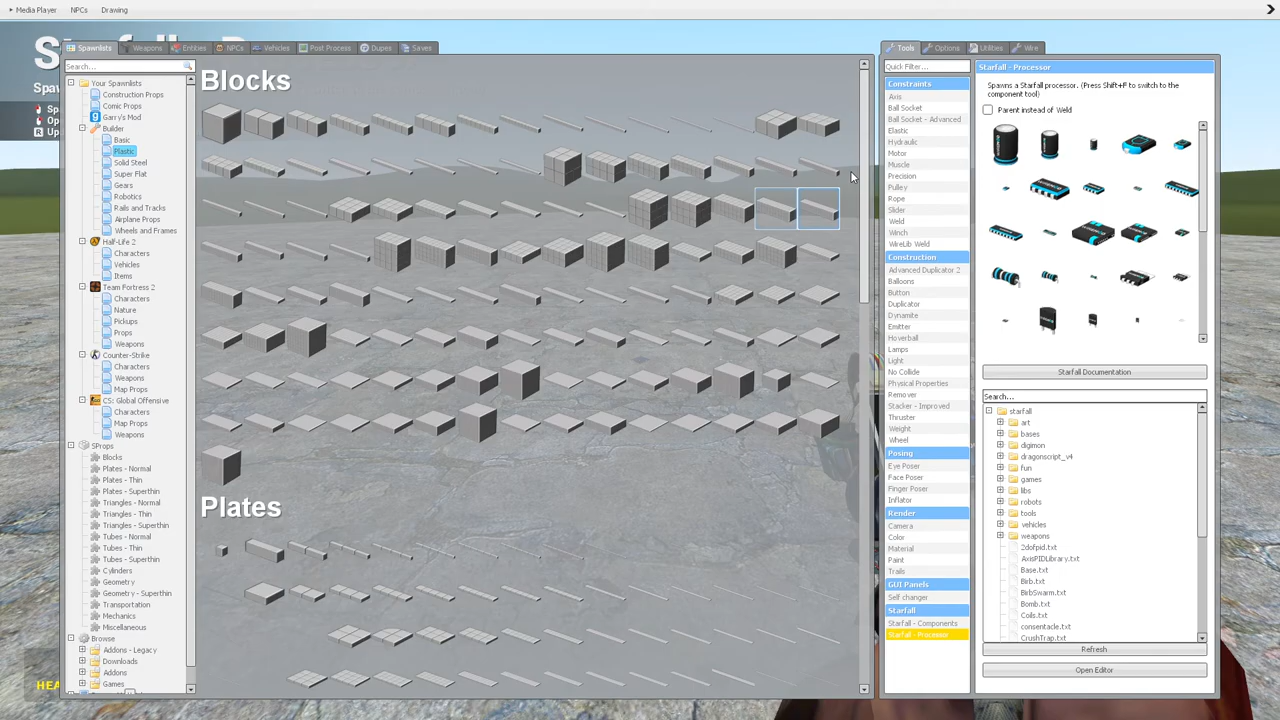 Media Player
NPCs
Drawing
Spawnlists
Weapons
Entities
NPCs
Vehicles
Post Process
Dupes
Saves
Search...
Your Spawnlists
Construction Props
Comic Props
Garry's Mod
Builder
Basic
Plastic
Solid Steel
Super Flat
Gears
Robotics
Rails and Tracks
Airplane Props
Wheels and Frames
Half-Life 2
Characters
Vehicles
Items
Team Fortress 2
Characters
Nature
Pickups
Props
Weapons
Counter-Strike
Characters
Weapons
Map Props
CS: Global Offensive
Characters
Map Props
Weapons
SProps
Blocks
Plates - Normal
Plates - Thin
Plates - Superthin
Triangles - Normal
Triangles - Thin
Triangles - Superthin
Tubes - Normal
Tubes - Thin
Tubes - Superthin
Cylinders
Geometry
Geometry - Superthin
Transportation
Mechanics
Miscellaneous
Browse
Addons - Legacy
Downloads
Addons
Games
Blocks
Plates
Tools
Options
Utilities
Wire
Quick Filter...
Constraints
Axis
Ball Socket
Ball Socket - Advanced
Elastic
Hydraulic
Motor
Muscle
Precision
Pulley
Rope
Slider
Weld
Winch
WireLib Weld
Construction
Advanced Duplicator 2
Balloons
Button
Duplicator
Dynamite
Emitter
Hoverball
Lamps
Light
No Collide
Physical Properties
Remover
Stacker - Improved
Thruster
Weight
Wheel
Posing
Eye Poser
Face Poser
Finger Poser
Inflator
Render
Camera
Color
Material
Paint
Trails
GUI Panels
Self changer
Starfall
Starfall - Components
Starfall - Processor
Starfall - Processor
Spawns a Starfall processor. (Press Shift+F to switch to the
component tool)
Parent instead of Weld
Starfall Documentation
Search...
starfall
art
bases
digimon
dragonscript_v4
fun
games
libs
robots
tools
vehicles
weapons
2dofpid.txt
AxisPIDLibrary.txt
Base.txt
Birb.txt
BirbSwarm.txt
Bomb.txt
Coils.txt
consentacle.txt
CrushTrap.txt
Refresh
Open Editor